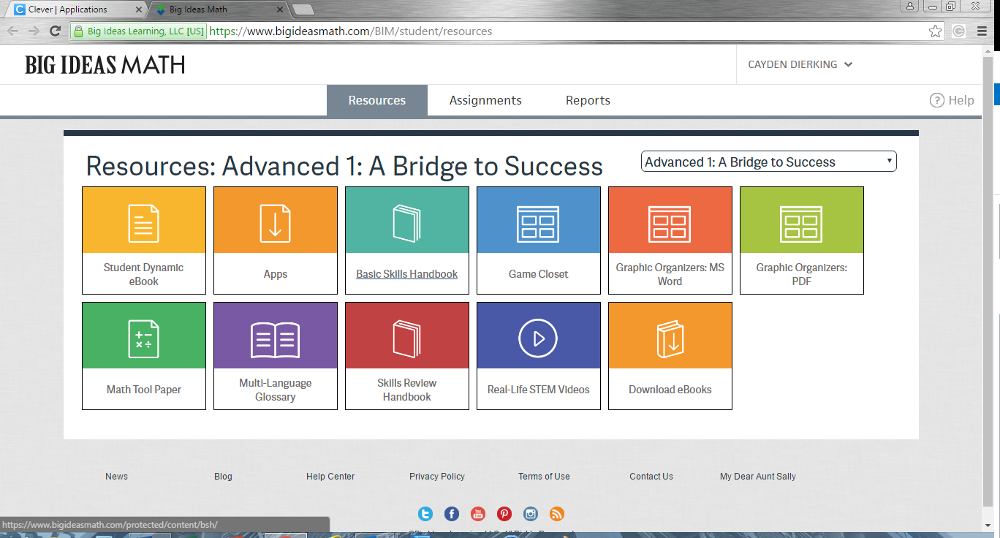 Clever | Applications
Big Ideas Math
Big Ideas Learning, LLC [US] https://www.bigideasmath.com/BIM/student/resources
BIG IDEAS MATH
CAYDEN DIERKING
Resources
Assignments
Reports
? Help
Resources: Advanced 1: A Bridge to Success
Advanced 1: A Bridge to Success
Student Dynamic
eBook
Apps
Basic Skills Handbook
Game Closet
Graphic Organizers: MS
Word
Graphic Organizers:
PDF
Math Tool Paper
Multi-Language
Glossary
Skills Review
Handbook
Real-Life STEM Videos
Download eBooks
News
Blog
Help Center
Privacy Policy
Terms of Use
Contact Us
My Dear Aunt Sally
https://www.bigideasmath.com/protected/content/bsh/